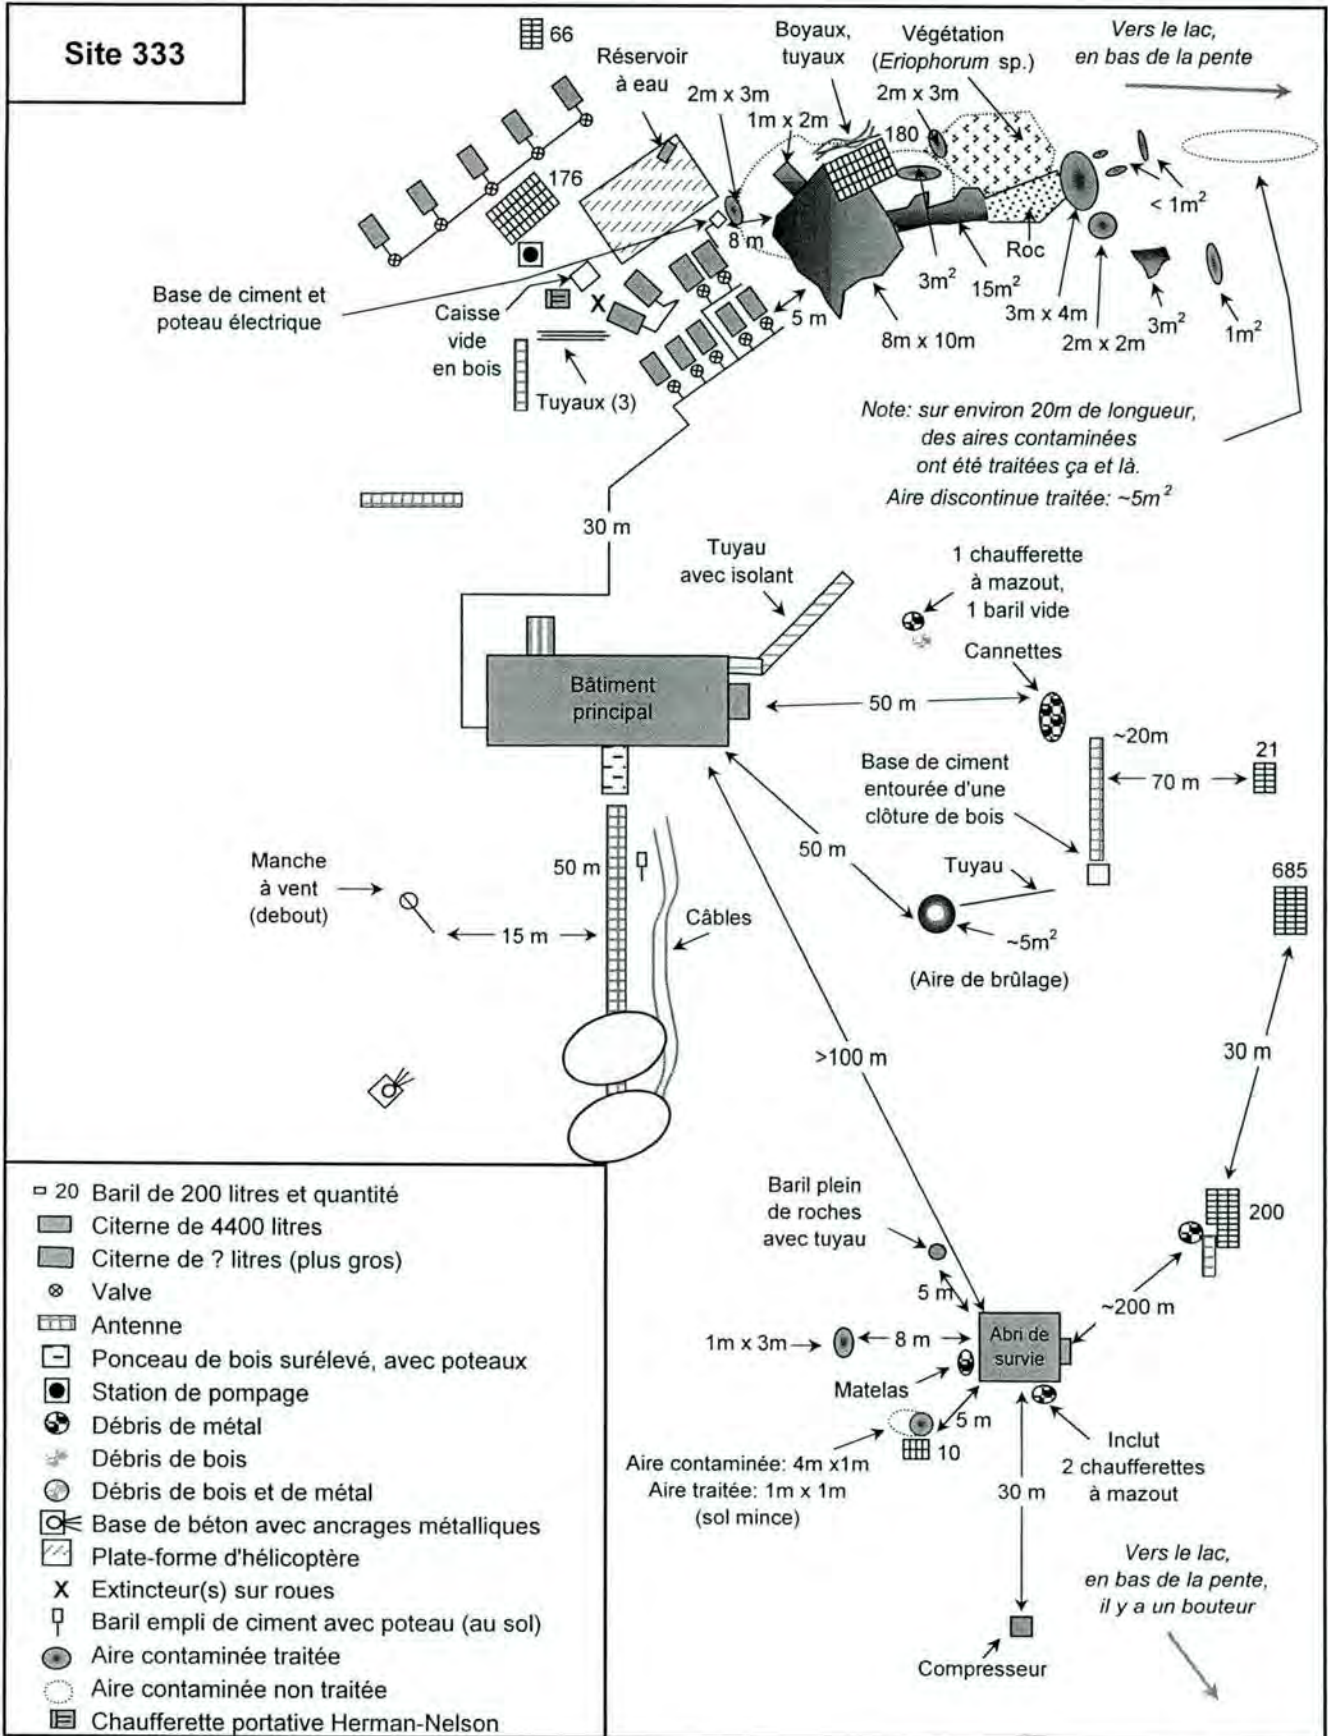 Site 333
66
Réservoir
à eau
Boyaux,
tuyaux
Végétation
(Eriophorum sp.)
Vers le lac,
en bas de la pente
2m x 3m
1m x 2m
2m x 3m
180
176
< 1m²
8 m
Roc
3m²
15m²
3m x 4m
2m x 2m
3m²
1m²
5 m
8m x 10m
Base de ciment et
poteau électrique
Caisse
vide
en bois
Tuyaux (3)
Note: sur environ 20m de longueur,
des aires contaminées
ont été traitées ça et là.
Aire discontinue traitée: ~5m²
30 m
Tuyau
avec isolant
1 chaufferette
à mazout,
1 baril vide
Cannettes
Bâtiment
principal
50 m
~20m
21
70 m
Base de ciment
entourée d'une
clôture de bois
50 m
Tuyau
685
Manche
à vent
(debout)
50 m
15 m
Câbles
~5m²
(Aire de brûlage)
>100 m
30 m
Baril plein
de roches
avec tuyau
200
5 m
~200 m
1m x 3m
8 m
Abri de
survie
Matelas
5 m
10
Aire contaminée: 4m x1m
Aire traitée: 1m x 1m
(sol mince)
Inclut
2 chaufferettes
à mazout
30 m
Vers le lac,
en bas de la pente,
il y a un bouteur
Compresseur
20 Baril de 200 litres et quantité
Citerne de 4400 litres
Citerne de ? litres (plus gros)
Valve
Antenne
Ponceau de bois surélevé, avec poteaux
Station de pompage
Débris de métal
Débris de bois
Débris de bois et de métal
Base de béton avec ancrages métalliques
Plate-forme d'hélicoptère
X Extincteur(s) sur roues
Baril empli de ciment avec poteau (au sol)
Aire contaminée traitée
Aire contaminée non traitée
Chaufferette portative Herman-Nelson